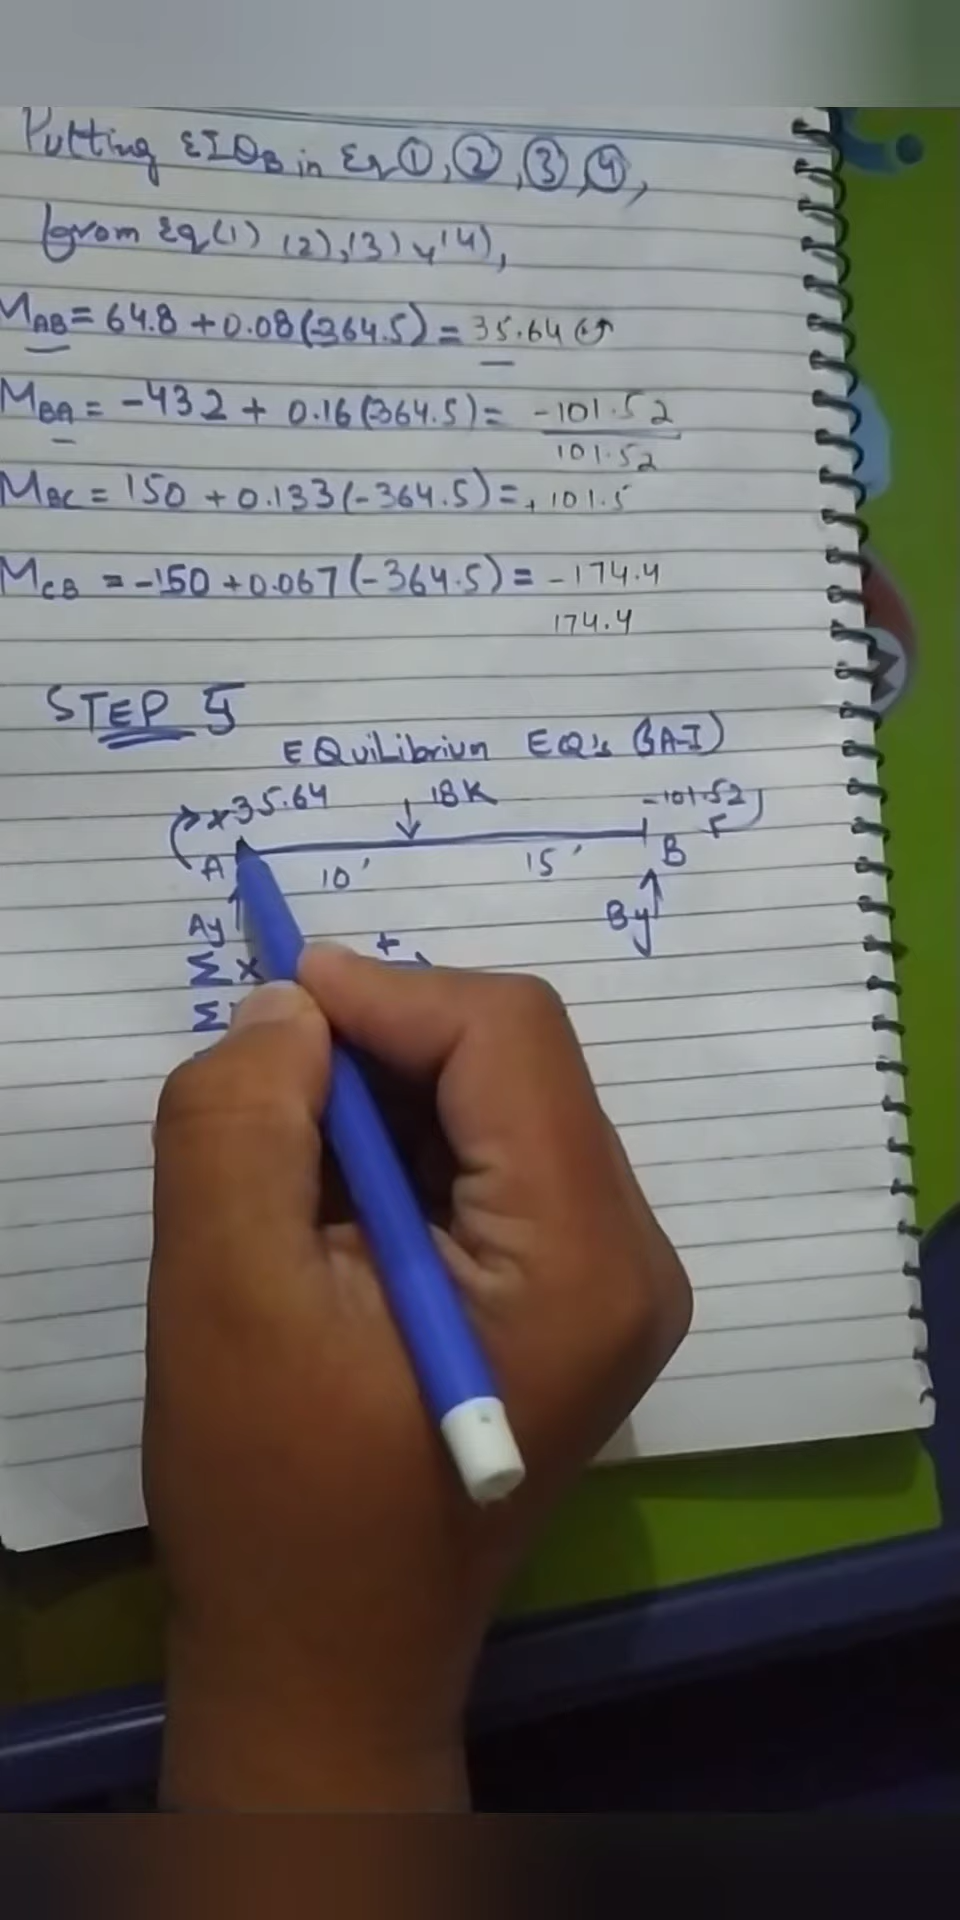 Putting ΣIθB in Eq ①, ②, ③, ④,
from Eq(1) (2), (3) y (4),
MAB = 64.8 + 0.08(-364.5) = 35.64
MBA = -432 + 0.16(-364.5) = -101.52
101.52
MBC = 150 + 0.133(-364.5) = + 101.5
MCB = -150 + 0.067(-364.5) = -174.4
174.4
STEP 5
EQuiLibrium EQ's
+35.64 18K -101.52
A 10' 15' B
Ay By
Σx +
Σ